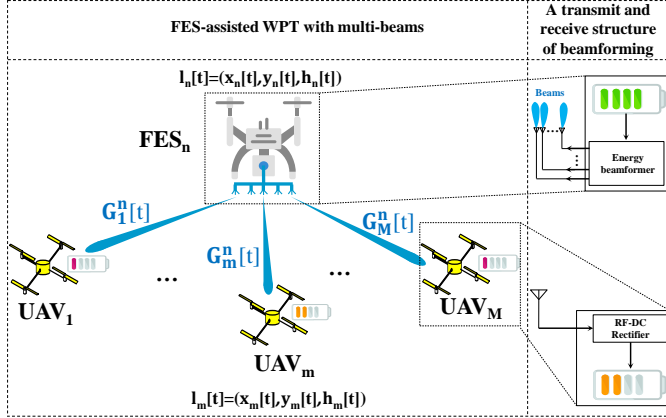 FES-assisted WPT with multi-beams
A transmit and
receive structure
of beamforming
l_n[t]=(x_n[t],y_n[t],h_n[t])
FES_n
Beams
Energy
beamformer
G_1^n[t]
G_m^n[t]
G_M^n[t]
...
...
UAV_1
UAV_m
UAV_M
RF-DC
Rectifier
l_m[t]=(x_m[t],y_m[t],h_m[t])